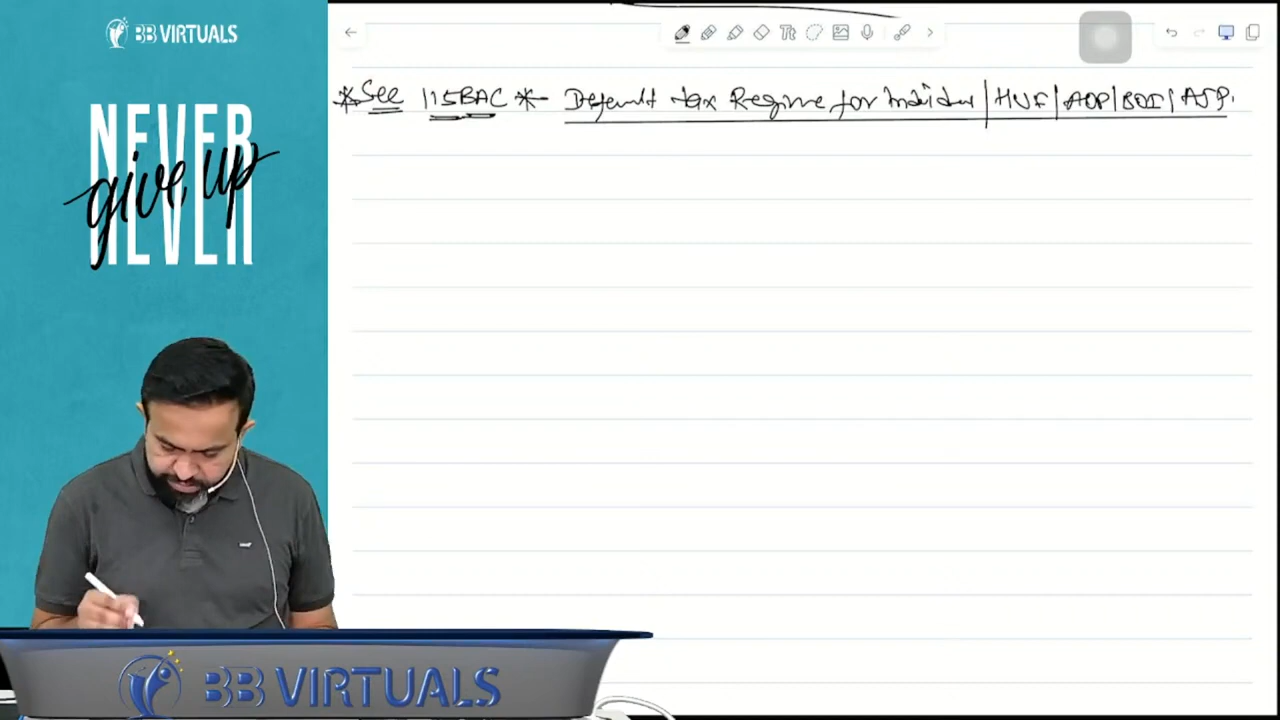 BB VIRTUALS
NEVER
give up
NEVER
Tt
*See 115BAC * Default tax Regime for Individual | HUF | AOP | BOI | AJP.
BB VIRTUALS